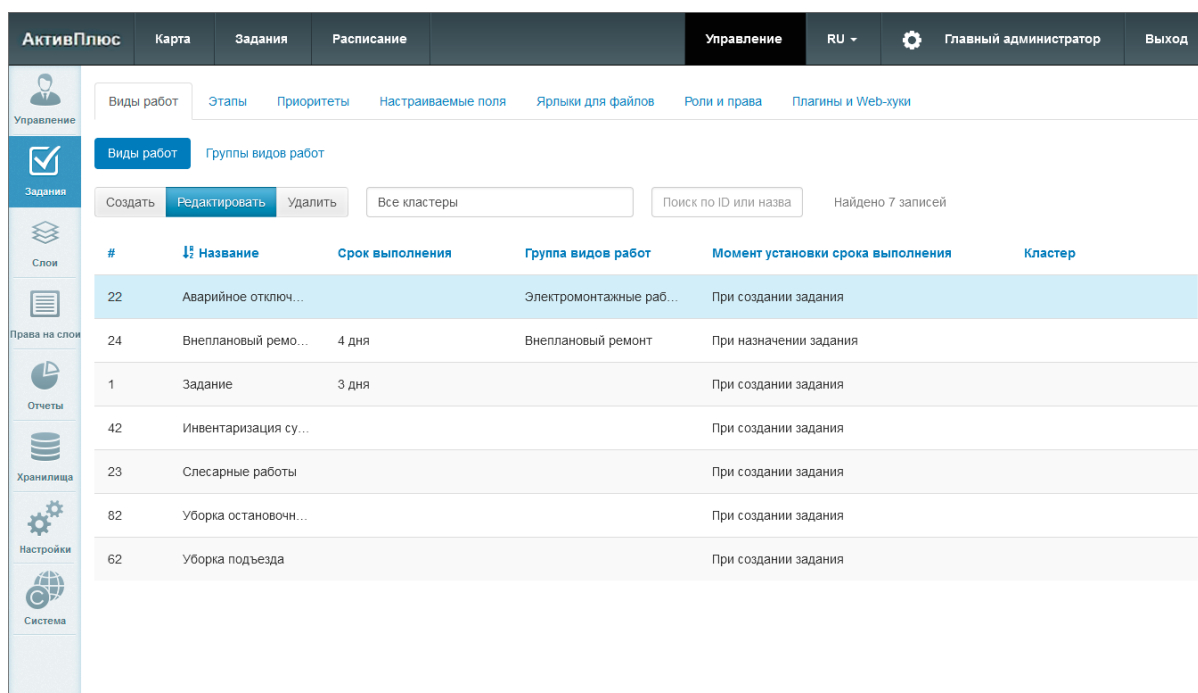 АктивПлюс Карта Задания Расписание Управление RU Главный администратор Выход
Управление
Задания
Слои
Права на слои
Отчеты
Хранилища
Настройки
Система
Виды работ Этапы Приоритеты Настраиваемые поля Ярлыки для файлов Роли и права Плагины и Web-хуки
Виды работ Группы видов работ
Создать Редактировать Удалить Все кластеры Поиск по ID или назва Найдено 7 записей
# Название Срок выполнения Группа видов работ Момент установки срока выполнения Кластер
22 Аварийное отключ... Электромонтажные раб... При создании задания
24 Внеплановый ремо... 4 дня Внеплановый ремонт При назначении задания
1 Задание 3 дня При создании задания
42 Инвентаризация су... При создании задания
23 Слесарные работы При создании задания
82 Уборка остановочн... При создании задания
62 Уборка подъезда При создании задания